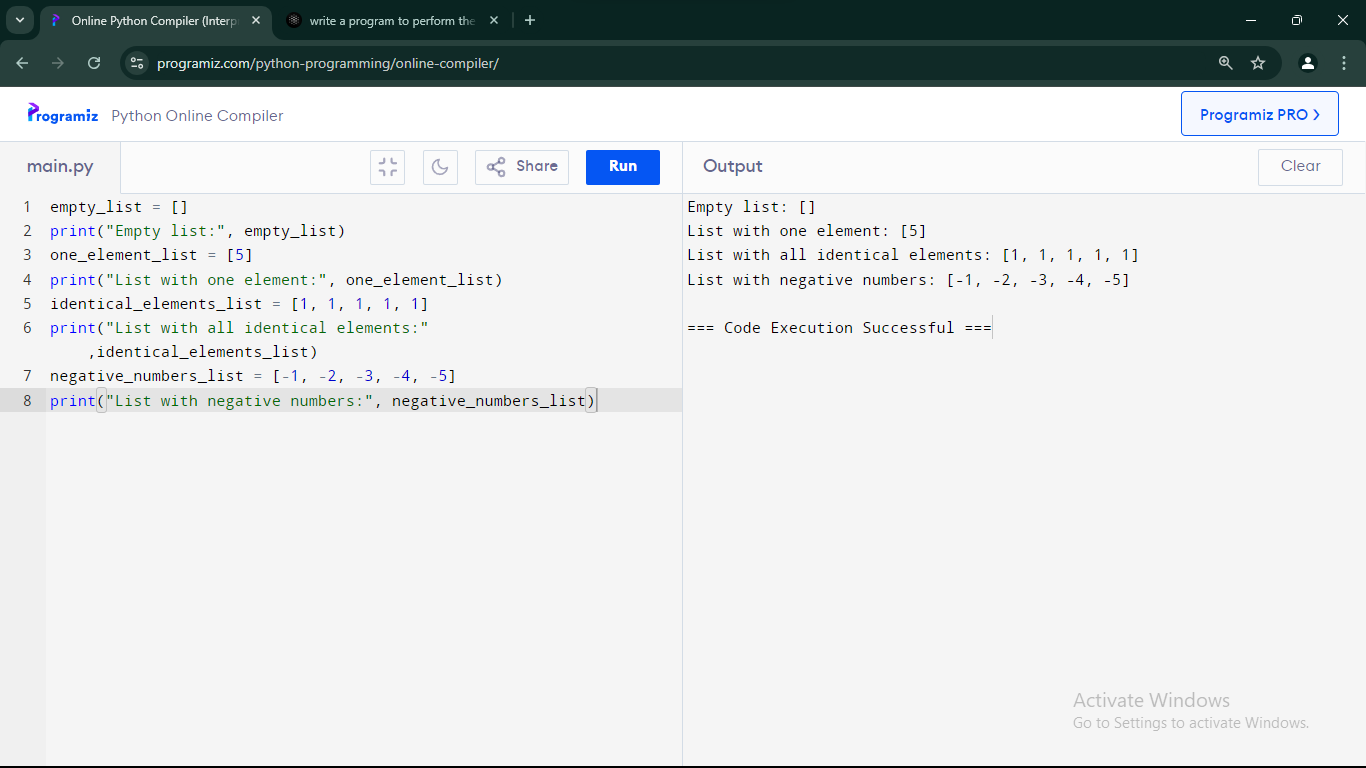 Online Python Compiler (Interp
write a program to perform the
programiz.com/python-programming/online-compiler/
Programiz Python Online Compiler
Programiz PRO >
main.py
Share
Run
Output
Clear
1 empty_list = []
2 print("Empty list:", empty_list)
3 one_element_list = [5]
4 print("List with one element:", one_element_list)
5 identical_elements_list = [1, 1, 1, 1, 1]
6 print("List with all identical elements:"
,identical_elements_list)
7 negative_numbers_list = [-1, -2, -3, -4, -5]
8 print("List with negative numbers:", negative_numbers_list)
Empty list: []
List with one element: [5]
List with all identical elements: [1, 1, 1, 1, 1]
List with negative numbers: [-1, -2, -3, -4, -5]
=== Code Execution Successful ===
Activate Windows
Go to Settings to activate Windows.